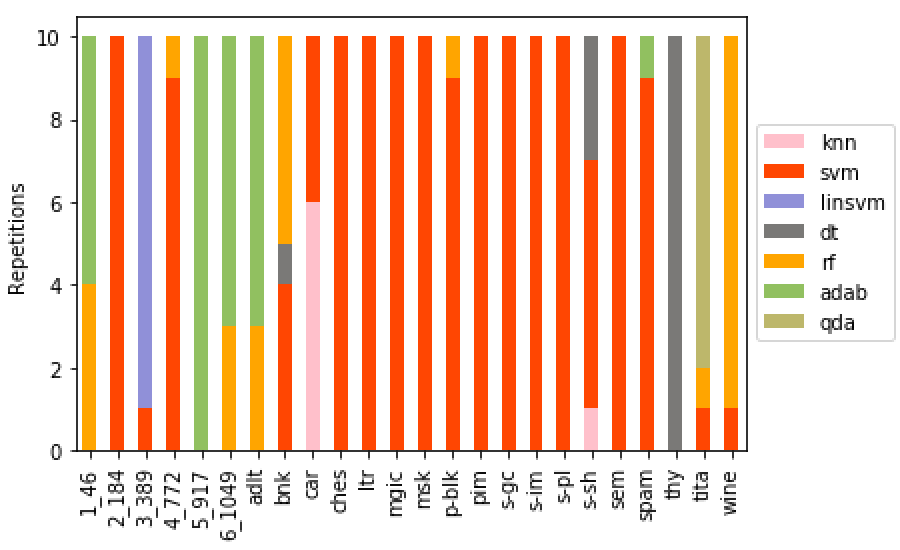 10
8
6
4
2
0
Repetitions
1_46
2_184
3_389
4_772
5_917
6_1049
adlt
bnk
car
ches
ltr
mgic
msk
p-blk
pim
s-gc
s-im
s-pl
s-sh
sem
spam
thy
tita
wine
knn
svm
linsvm
dt
rf
adab
qda